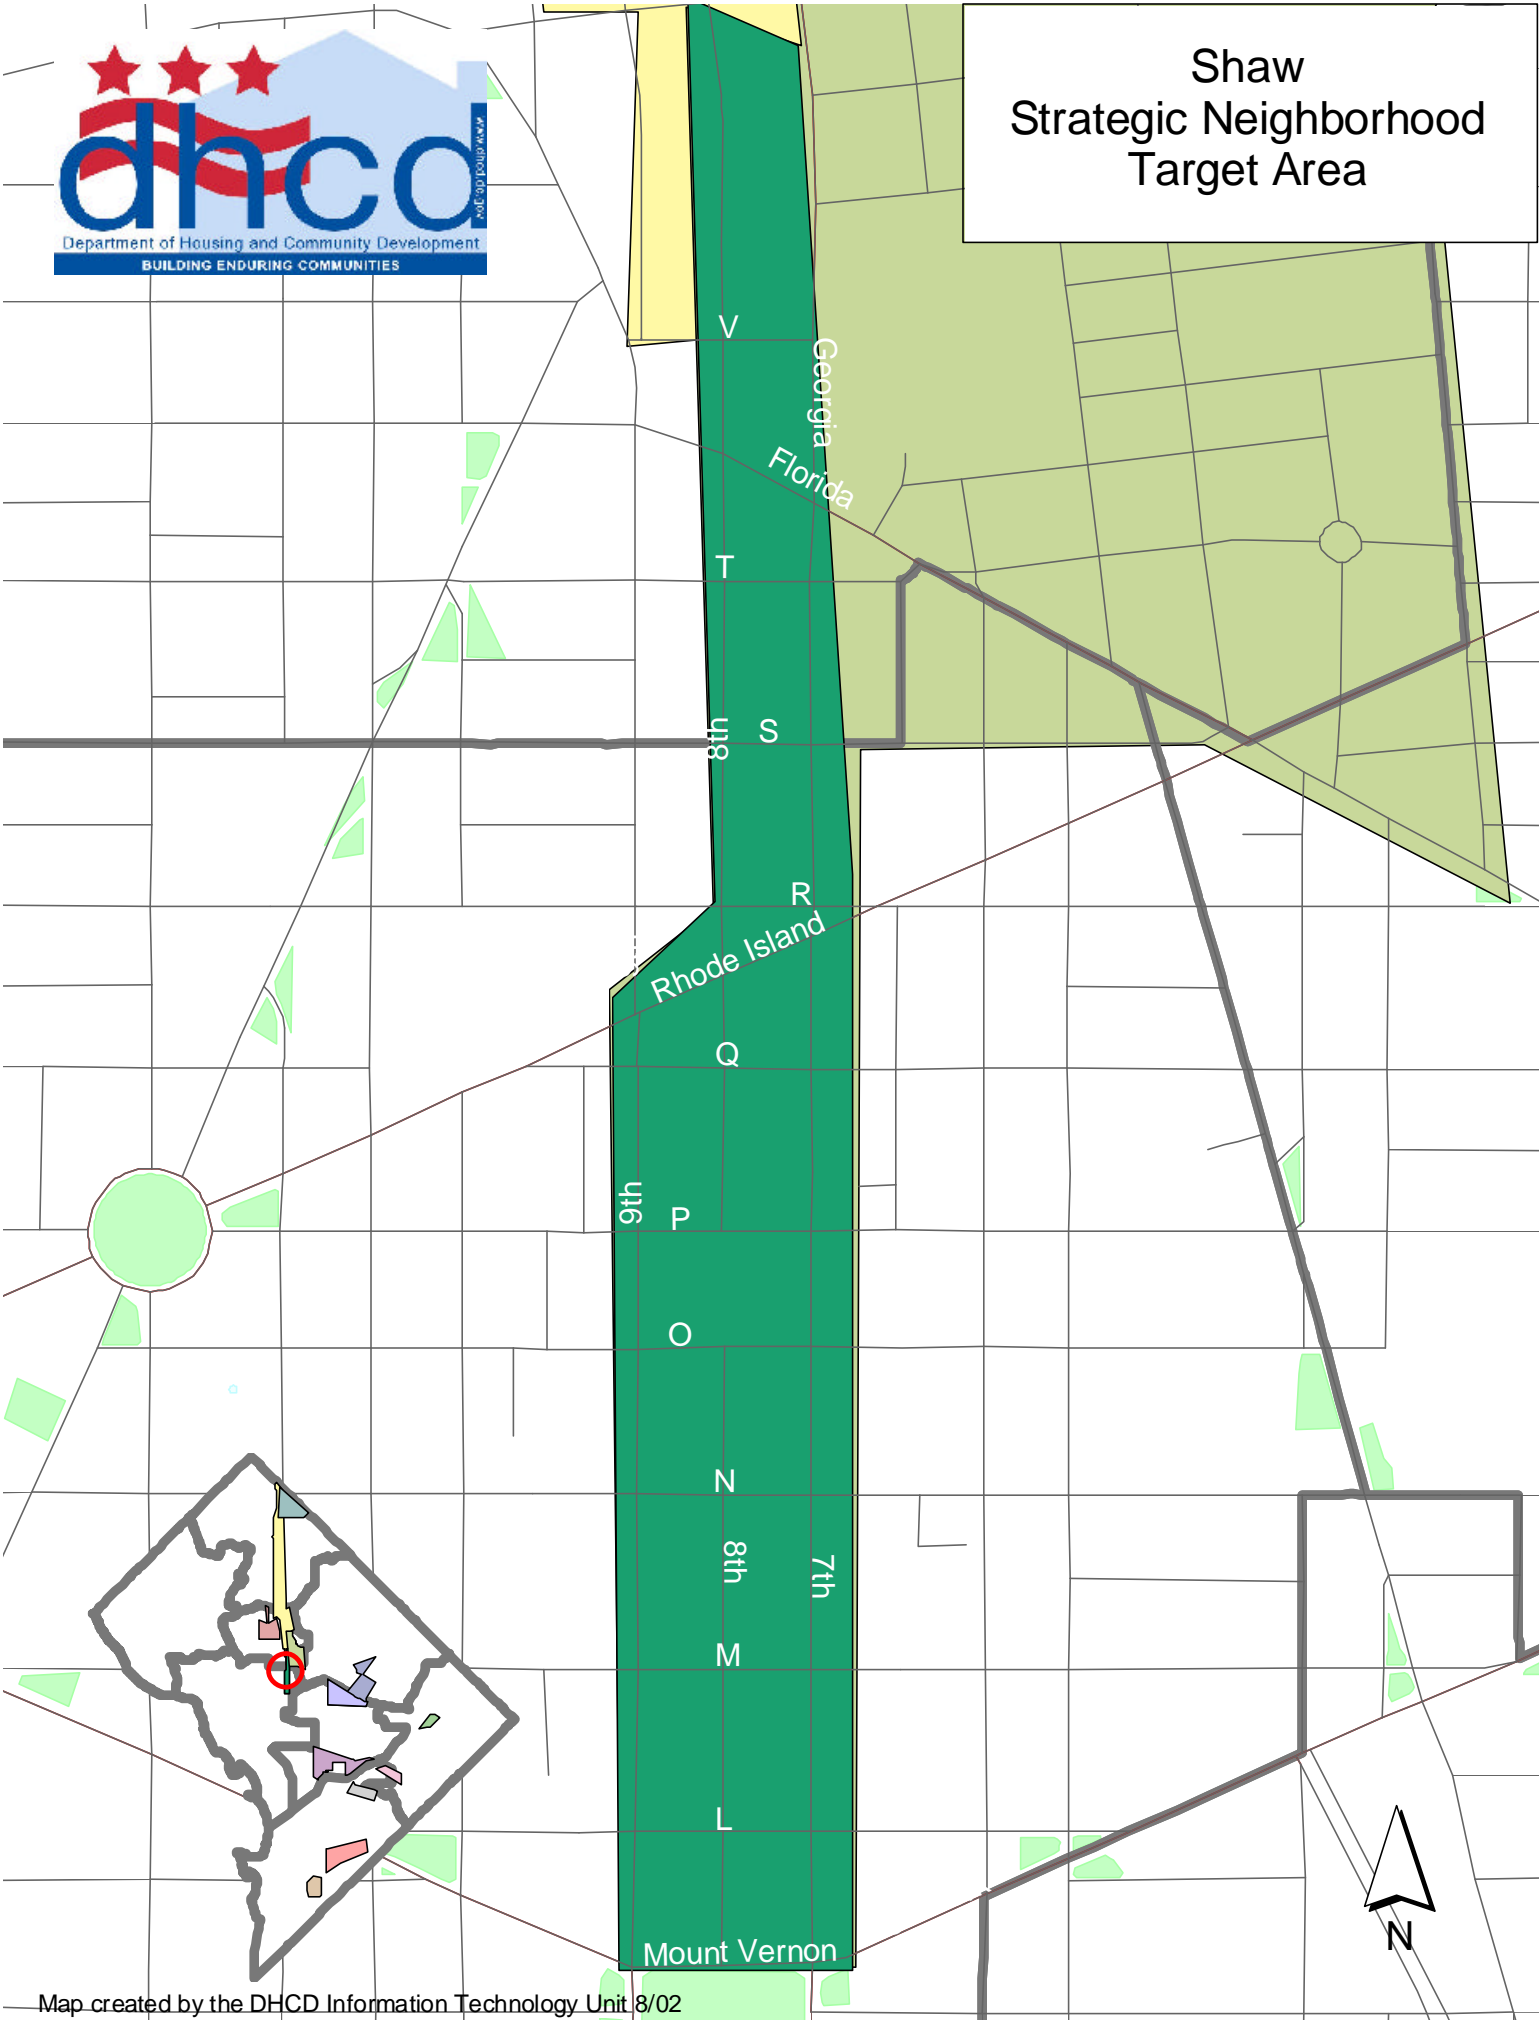 Shaw
Strategic Neighborhood
Target Area
dhcd
www.dhcd.dc.gov
Department of Housing and Community Development
BUILDING ENDURING COMMUNITIES
V
Georgia
Florida
T
8th
S
R
Rhode Island
Q
9th
P
O
N
8th
7th
M
L
N
Mount Vernon
Map created by the DHCD Information Technology Unit 8/02